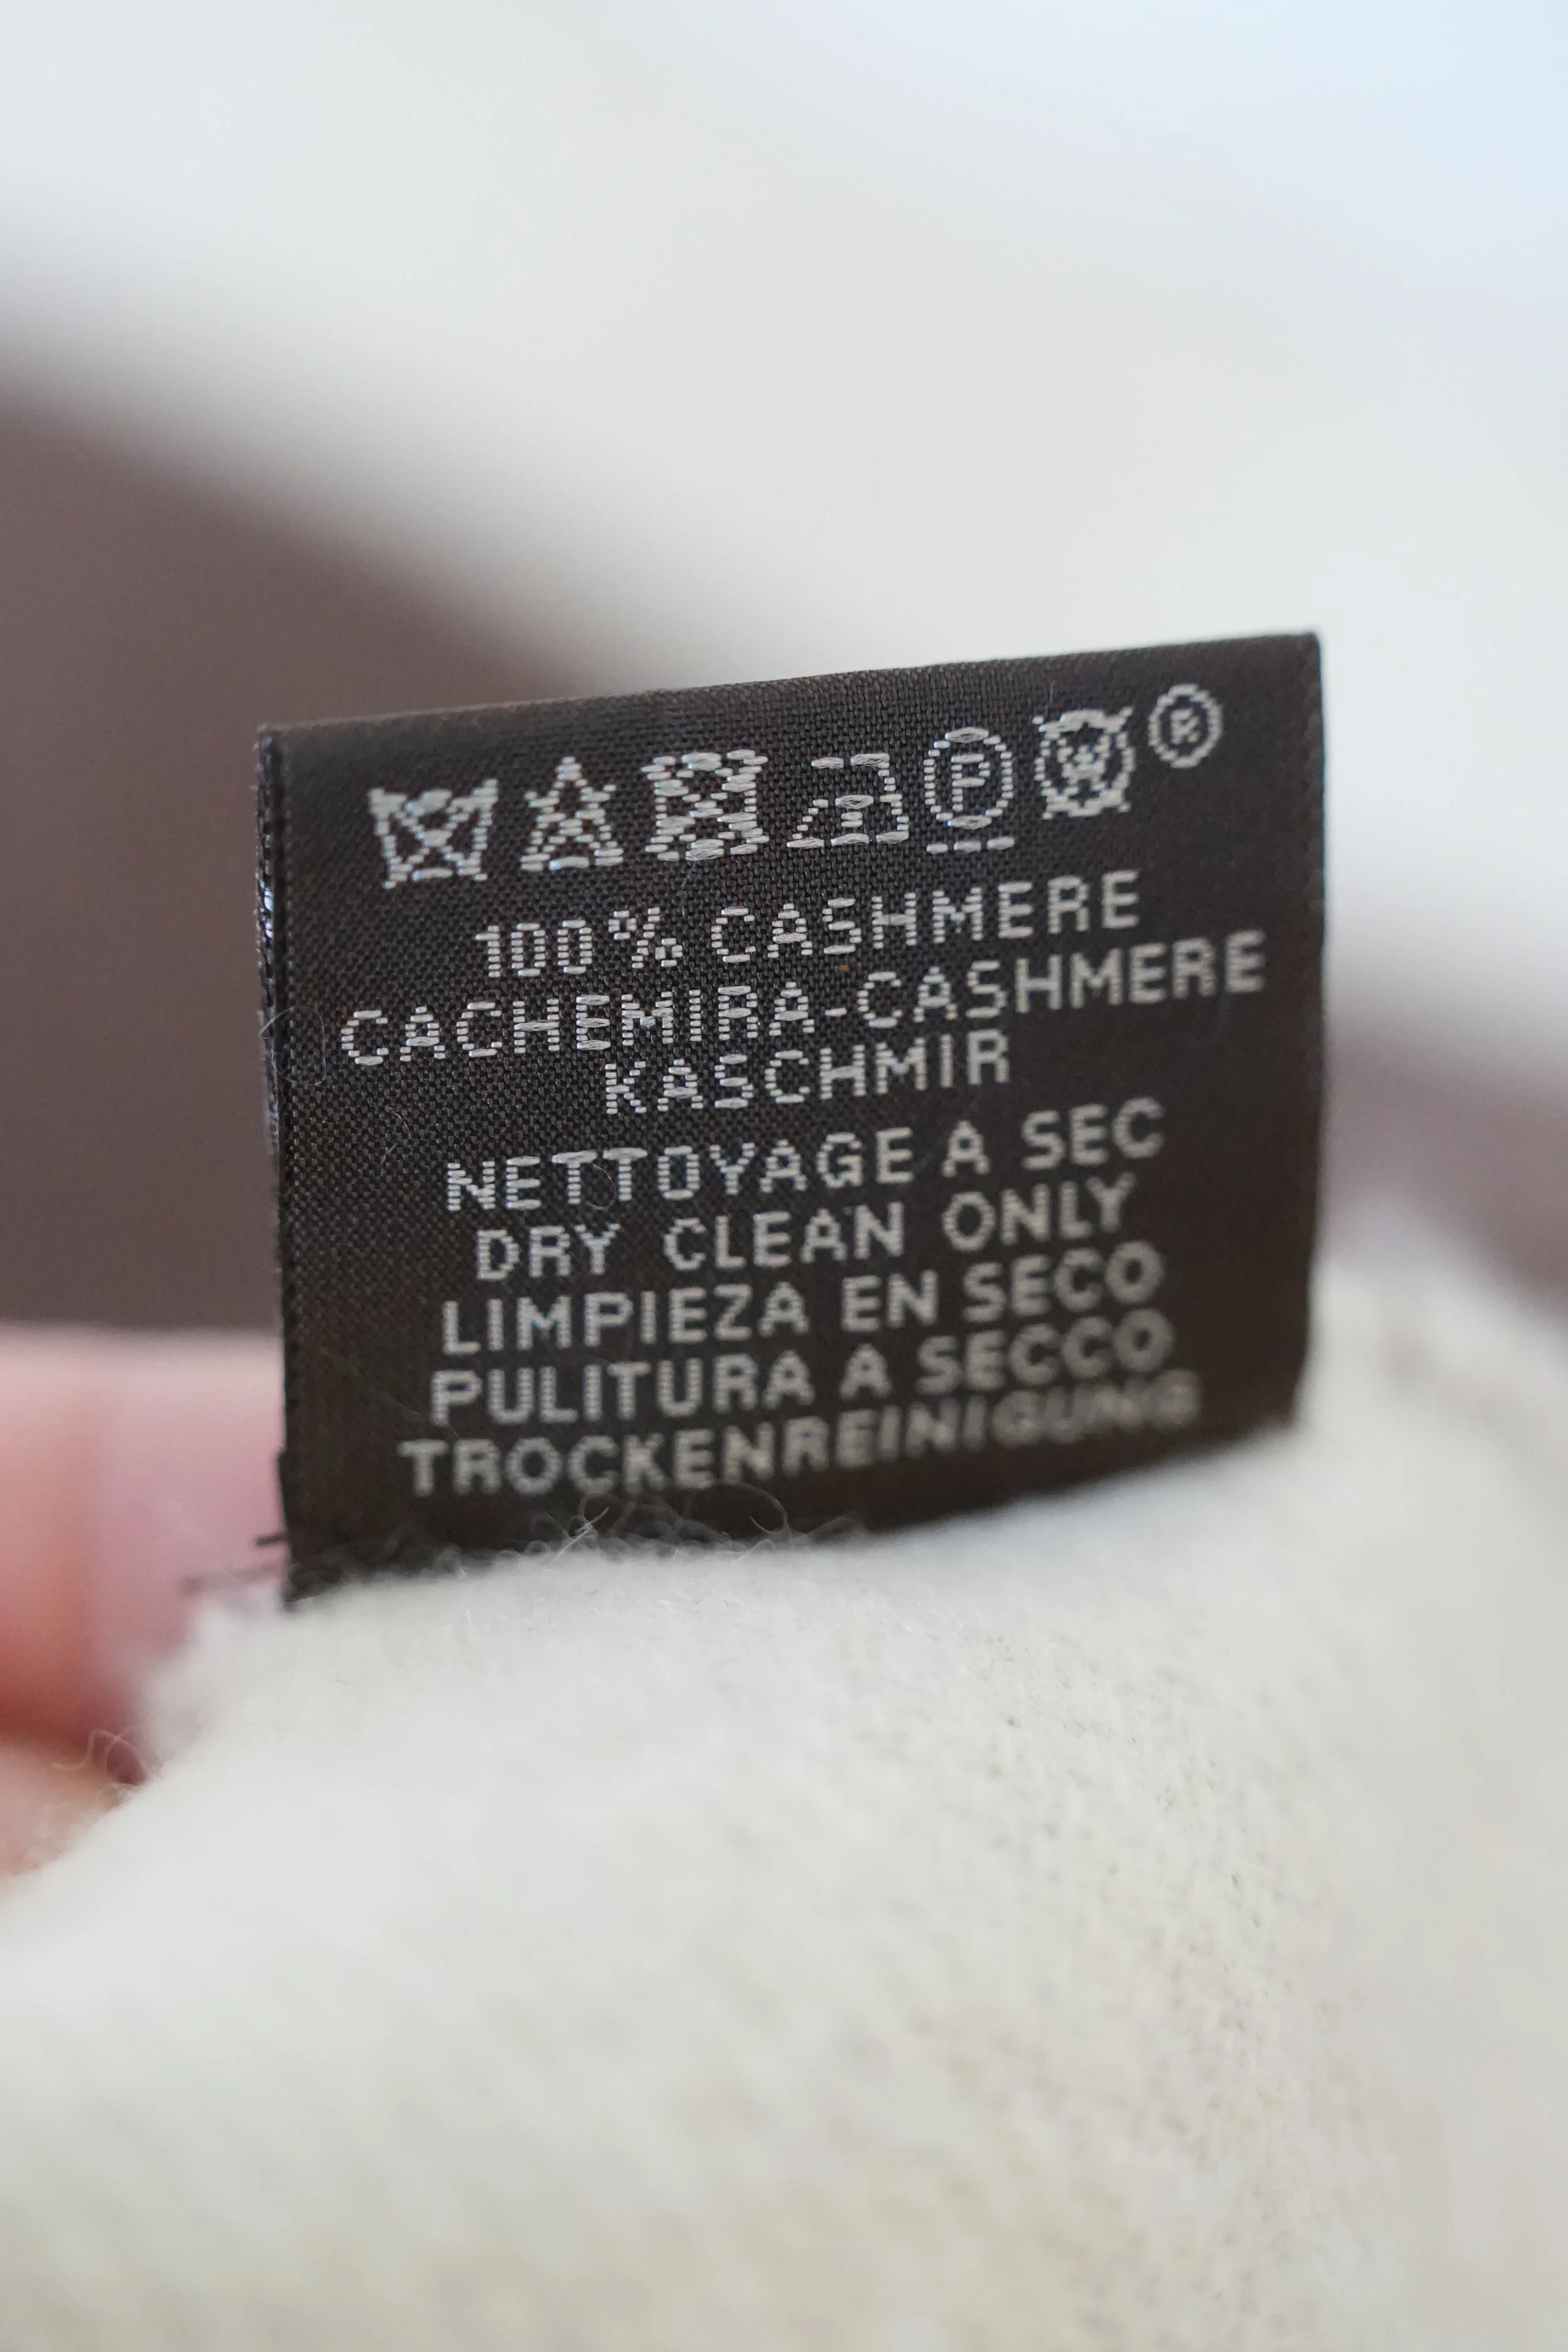 P W ®
100% CASHMERE
CACHEMIRA-CASHMERE
KASCHMIR
NETTOYAGE A SEC
DRY CLEAN ONLY
LIMPIEZA EN SECO
PULITURA A SECCO
TROCKENREINIGUNG